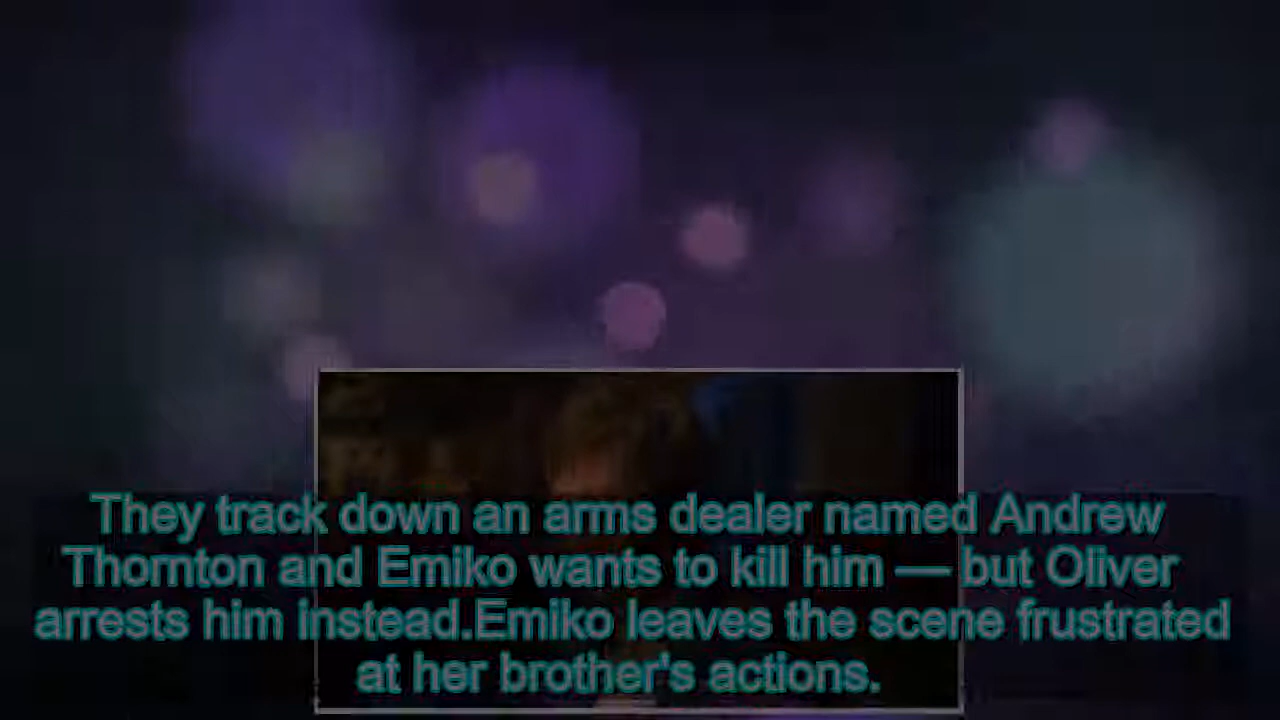 They track down an arms dealer named Andrew
Thornton and Emiko wants to kill him — but Oliver
arrests him instead.Emiko leaves the scene frustrated
at her brother's actions.